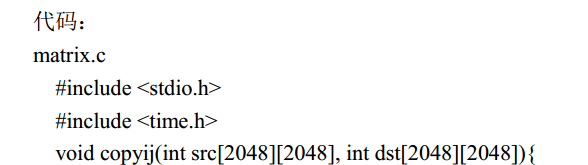 代码：
matrix.c
#include <stdio.h>
#include <time.h>
void copyij(int src[2048][2048], int dst[2048][2048]){